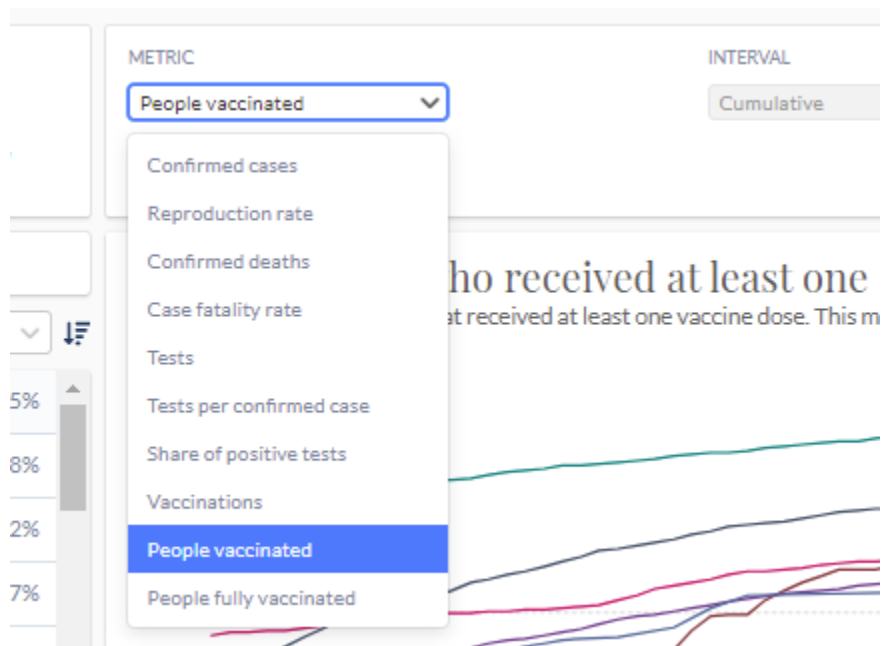 METRIC
INTERVAL
People vaccinated
Cumulative
Confirmed cases
Reproduction rate
Confirmed deaths
Case fatality rate
Tests
Tests per confirmed case
Share of positive tests
Vaccinations
People vaccinated
People fully vaccinated
ho received at least one
at received at least one vaccine dose. This m
5%
8%
2%
7%